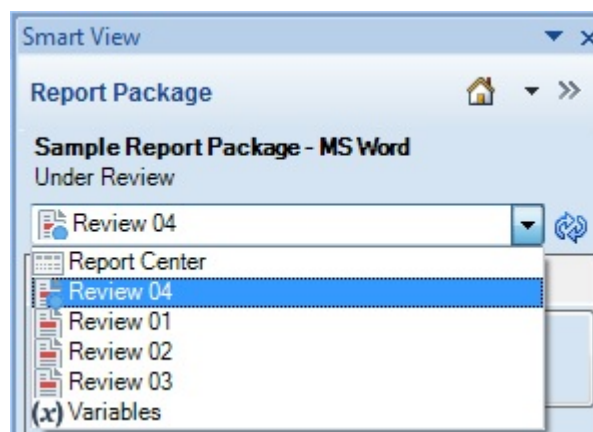 Smart View
Report Package
Sample Report Package - MS Word
Under Review
Review 04
Report Center
Review 04
Review 01
Review 02
Review 03
(x) Variables